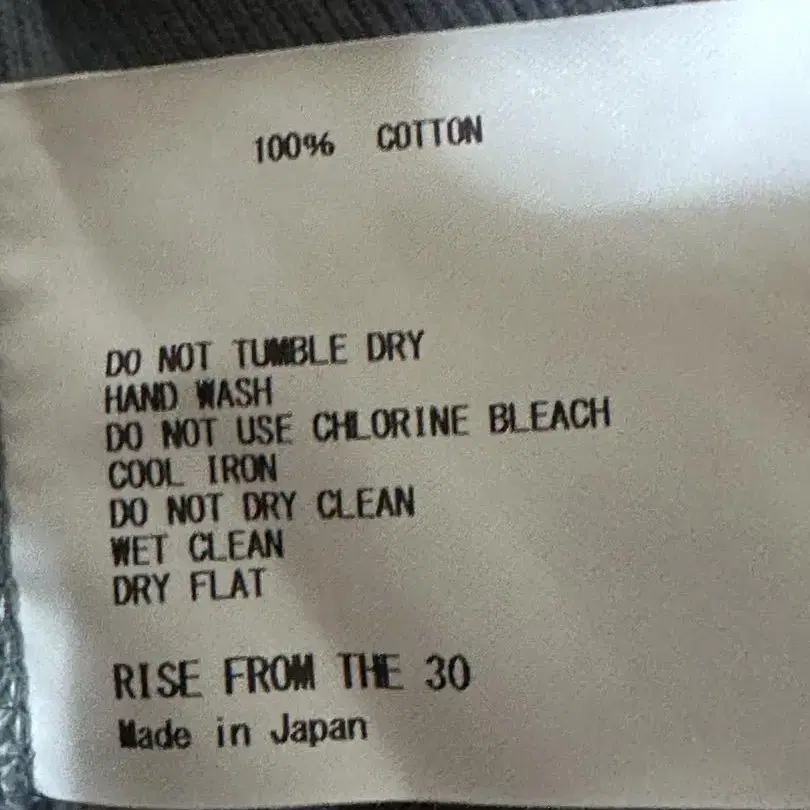 100% COTTON
DO NOT TUMBLE DRY
HAND WASH
DO NOT USE CHLORINE BLEACH
COOL IRON
DO NOT DRY CLEAN
WET CLEAN
DRY FLAT
RISE FROM THE 30
Made in Japan